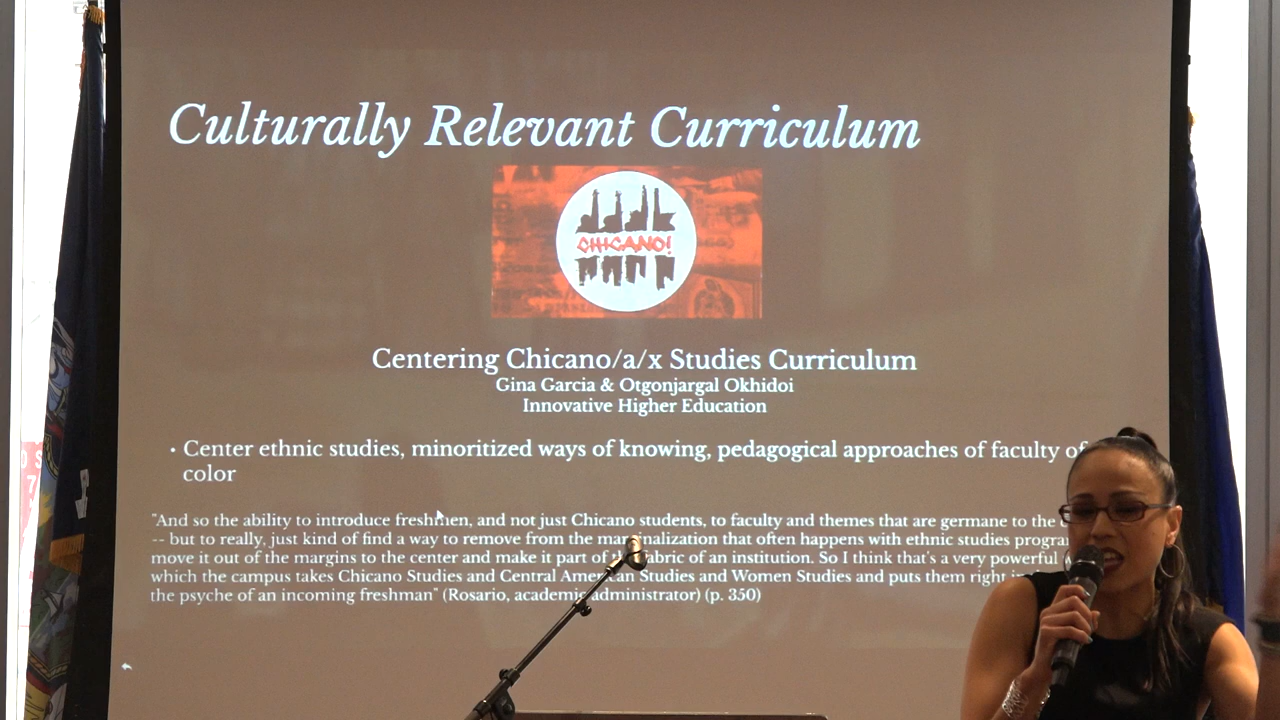 Culturally Relevant Curriculum
CHICANO!
Centering Chicano/a/x Studies Curriculum
Gina Garcia & Otgonjargal Okhidoi
Innovative Higher Education
• Center ethnic studies, minoritized ways of knowing, pedagogical approaches of faculty of
color
"And so the ability to introduce freshmen, and not just Chicano students, to faculty and themes that are germane to the
-- but to really, just kind of find a way to remove from the marginalization that often happens with ethnic studies
move it out of the margins to the center and make it part of fabric of an institution. So I think that's a very powerful
which the campus takes Chicano Studies and Central American Studies and Women Studies and puts them right
the psyche of an incoming freshman" (Rosario, academic administrator) (p. 350)